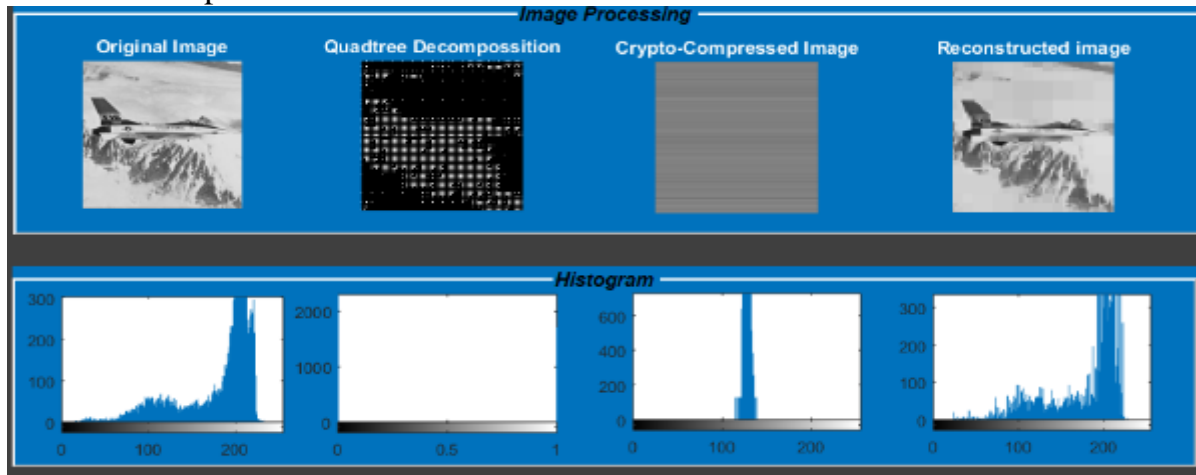 Image Processing
Original Image
Quadtree Decompossition
Crypto-Compressed Image
Reconstructed image
Histogram
300
200
100
0
0 100 200
2000
1000
0
0 0.5 1
600
400
200
0
0 100 200
300
200
100
0
0 100 200